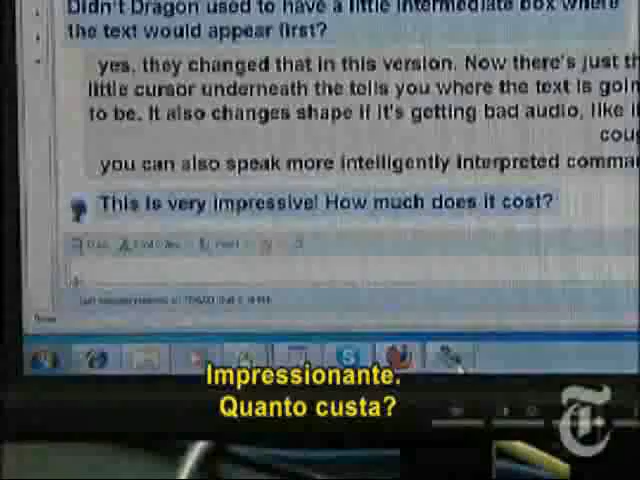 Didn't Dragon used to have a little intermediate box where
the text would appear first?
yes, they changed that in this version. Now there's just th
little cursor underneath the tells you where the text is goin
to be. It also changes shape if it's getting bad audio, like i
coug
you can also speak more intelligently interpreted comma
This is very impressive! How much does it cost?
Impressionante.
Quanto custa?